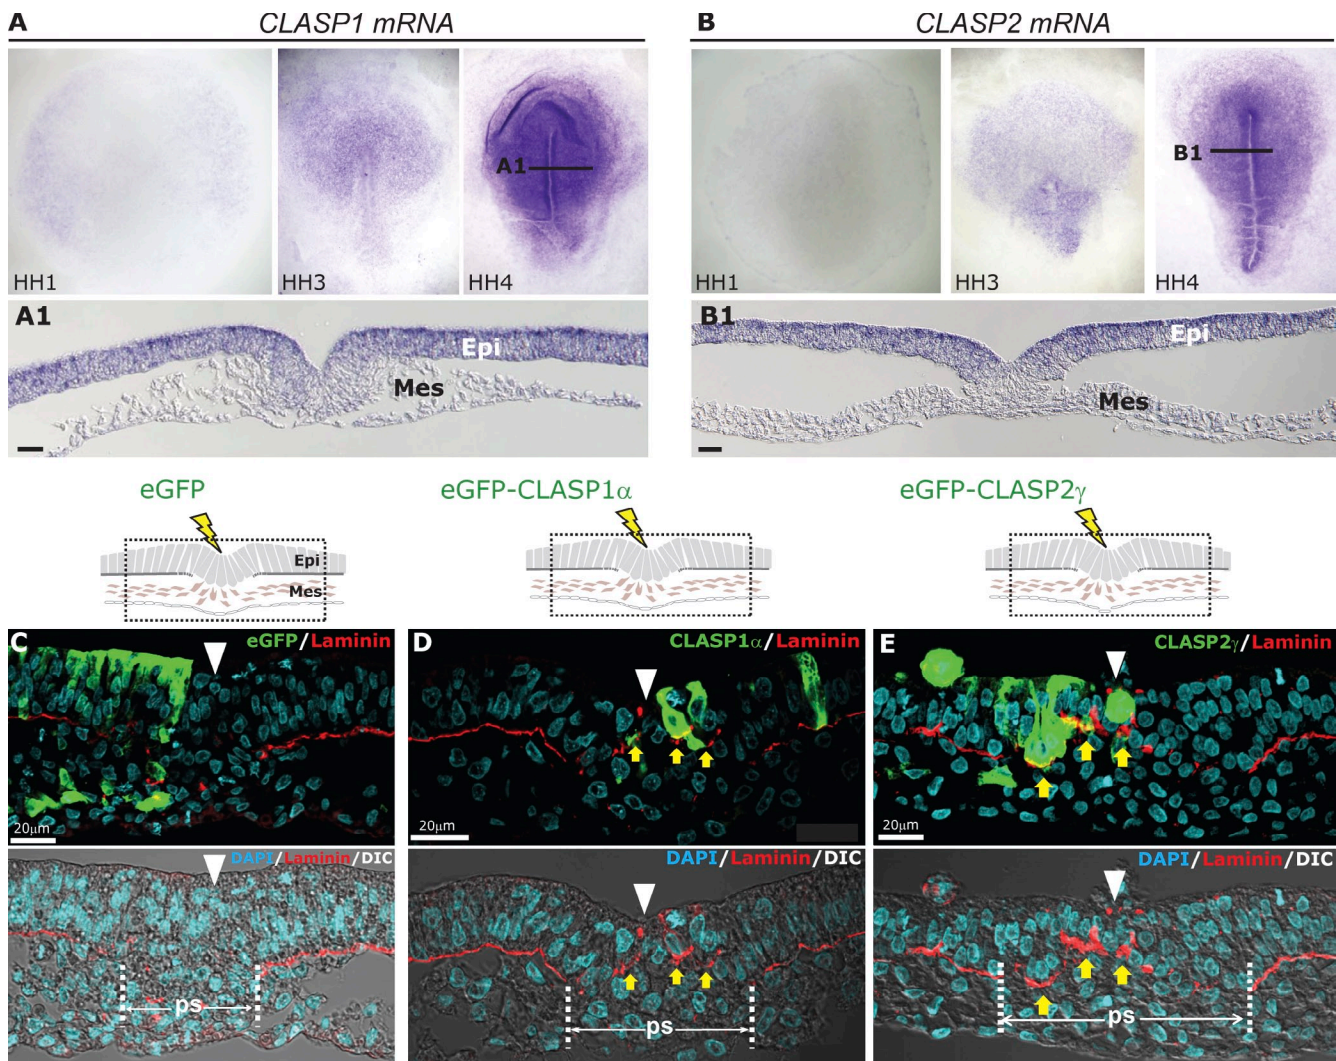 A
CLASP1 mRNA
B
CLASP2 mRNA
HH1
HH3
A1
HH4
HH1
HH3
B1
HH4
A1
Epi
Mes
B1
Epi
Mes
eGFP
eGFP-CLASP1α
eGFP-CLASP2γ
Epi
Mes
C
eGFP/Laminin
20µm
D
CLASP1α/Laminin
20µm
E
CLASP2γ/Laminin
20µm
DAPI/Laminin/DIC
ps
DAPI/Laminin/DIC
ps
DAPI/Laminin/DIC
ps